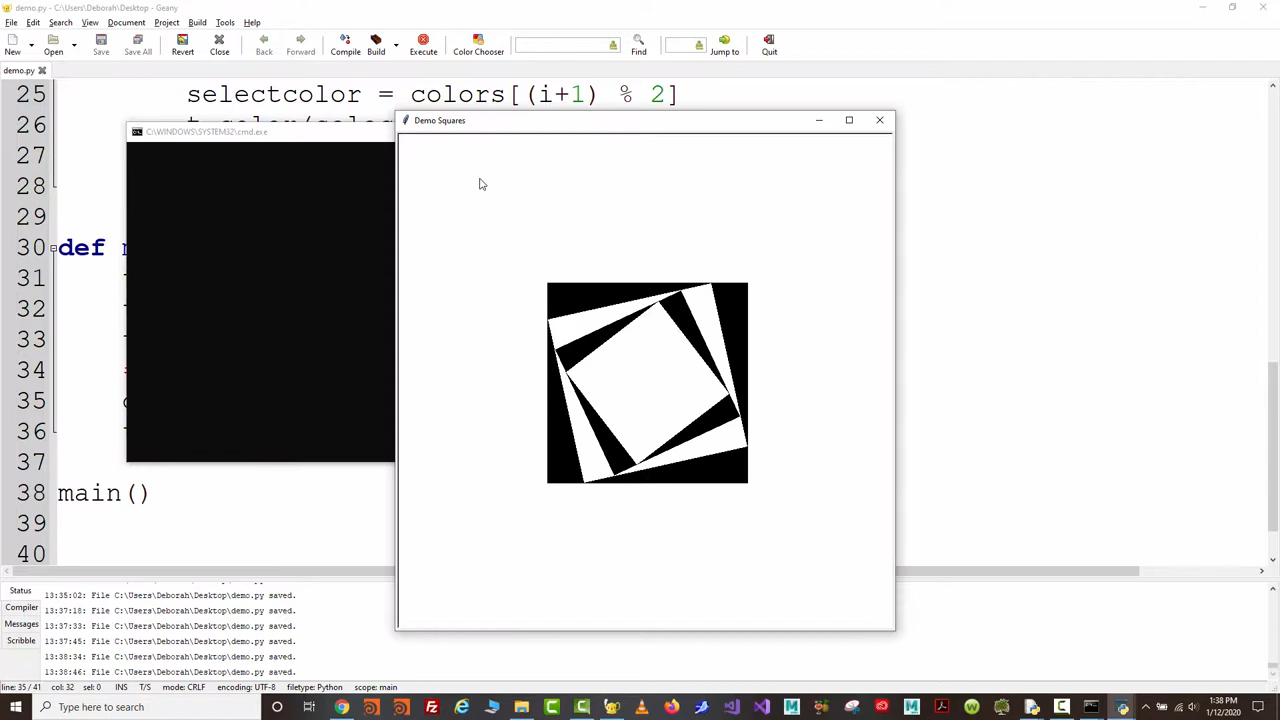 demo.py - C:\Users\Deborah\Desktop - Geany
File Edit Search View Document Project Build Tools Help
New Open Save Save All Revert Close Back Forward Compile Build Execute Color Chooser Find Jump to Quit
demo.py
25 selectcolor = colors[(i+1) % 2]
26
C:\WINDOWS\SYSTEM32\cmd.exe
Demo Squares
27
28
29
30 def
31
32
33
34
35
36
37
38 main()
39
40
Status
Compiler
Messages
Scribble
13:35:02: File C:\Users\Deborah\Desktop\demo.py saved.
13:37:18: File C:\Users\Deborah\Desktop\demo.py saved.
13:37:33: File C:\Users\Deborah\Desktop\demo.py saved.
13:37:45: File C:\Users\Deborah\Desktop\demo.py saved.
13:38:34: File C:\Users\Deborah\Desktop\demo.py saved.
13:38:46: File C:\Users\Deborah\Desktop\demo.py saved.
line: 35 / 41 col: 32 sel: 0 INS T/S mode: CRLF encoding: UTF-8 filetype: Python scope: main
Type here to search
1:38 PM
1/12/2020